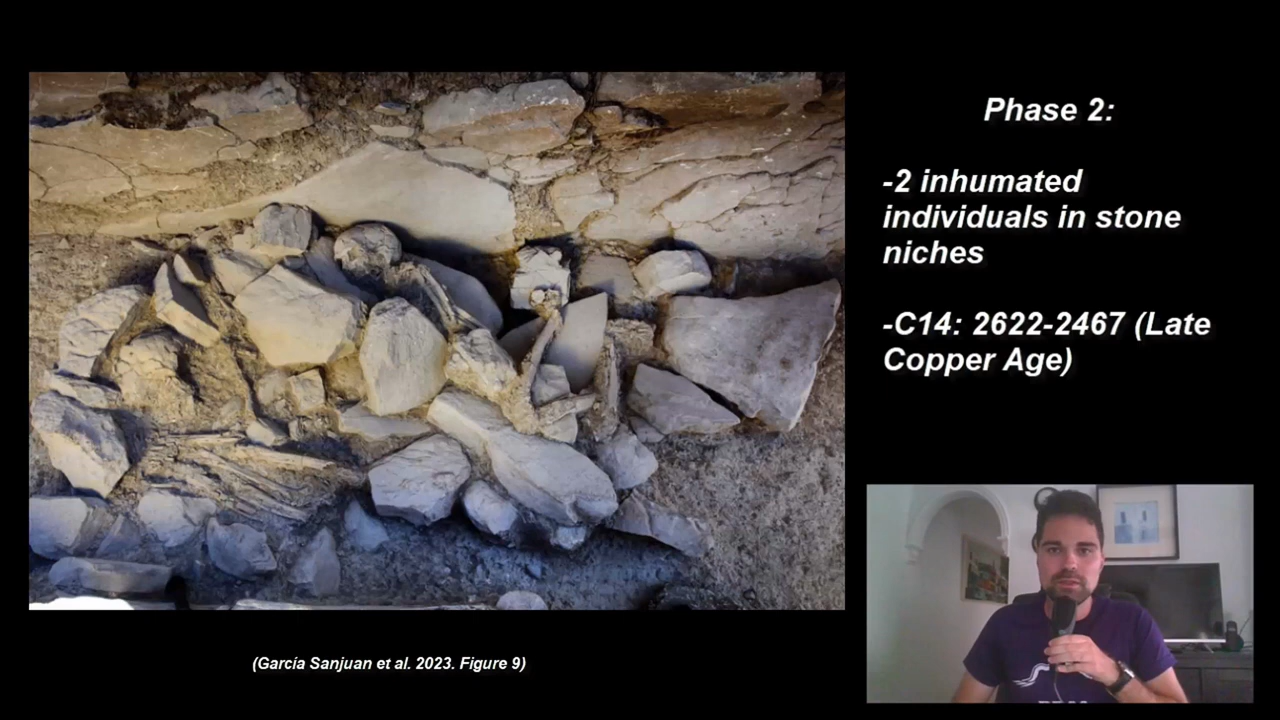 Phase 2:
-2 inhumated
individuals in stone
niches
-C14: 2622-2467 (Late
Copper Age)
(García Sanjuan et al. 2023. Figure 9)